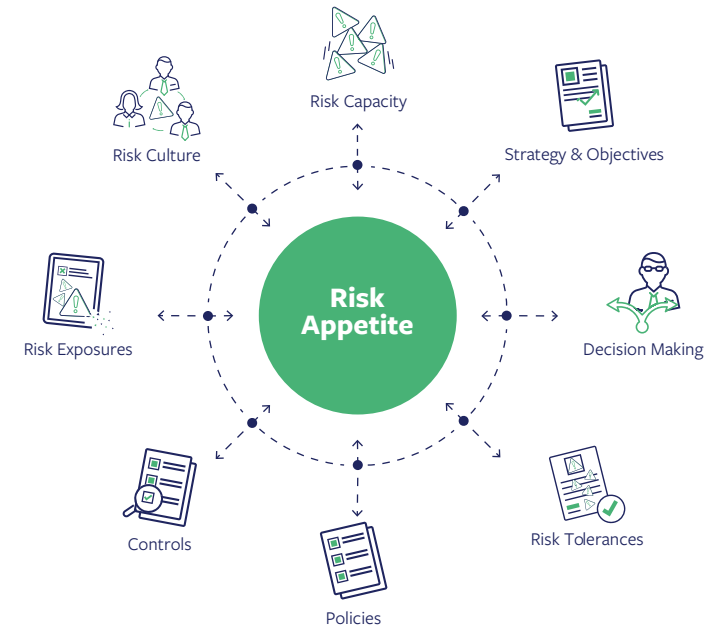 Risk Capacity
Risk Culture
Strategy & Objectives
Risk
Appetite
Risk Exposures
Decision Making
Controls
Risk Tolerances
Policies